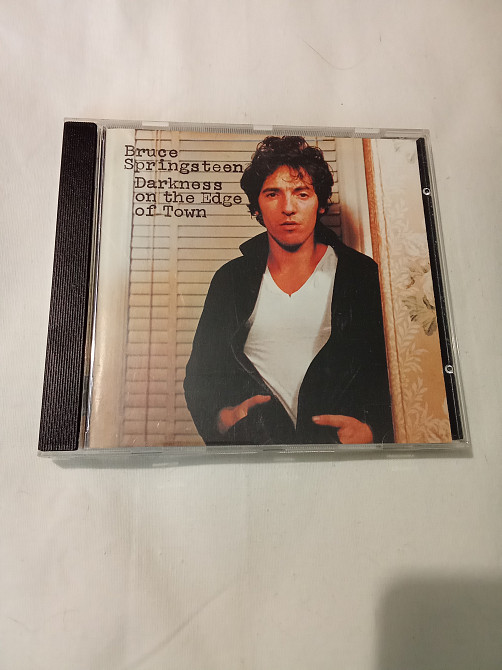 Bruce
Springsteen
Darkness
on the Edge
of Town